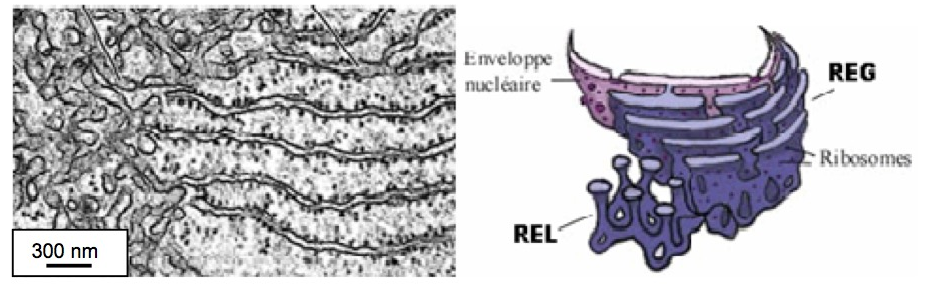 300 nm
Enveloppe
nucléaire
REG
Ribosomes
REL